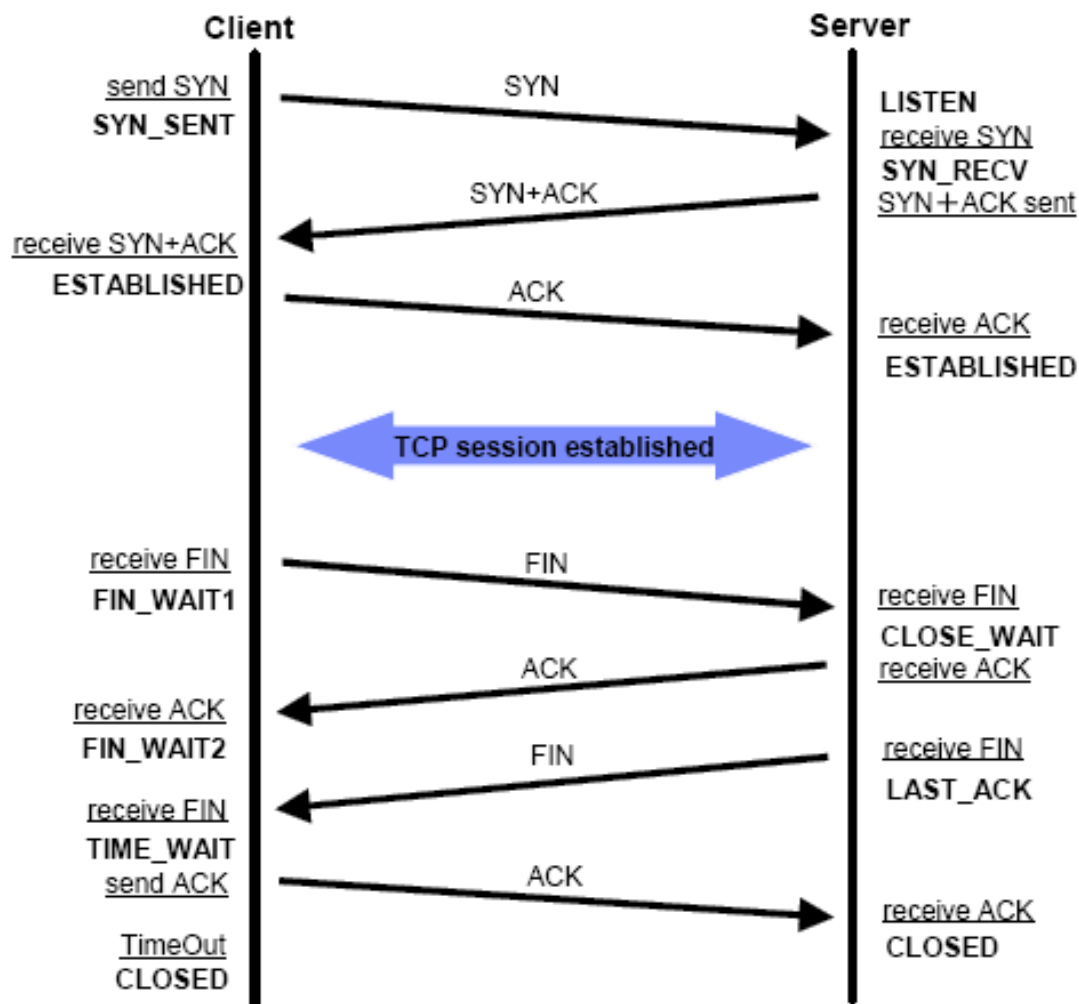 Client
Server
send SYN
SYN
SYN_SENT
LISTEN
receive SYN
SYN_RECV
SYN+ACK
SYN＋ACK sent
receive SYN+ACK
ESTABLISHED
ACK
receive ACK
ESTABLISHED
TCP session established
receive FIN
FIN
FIN_WAIT1
receive FIN
CLOSE_WAIT
ACK
receive ACK
receive ACK
FIN_WAIT2
FIN
receive FIN
LAST_ACK
receive FIN
TIME_WAIT
send ACK
ACK
receive ACK
CLOSED
TimeOut
CLOSED